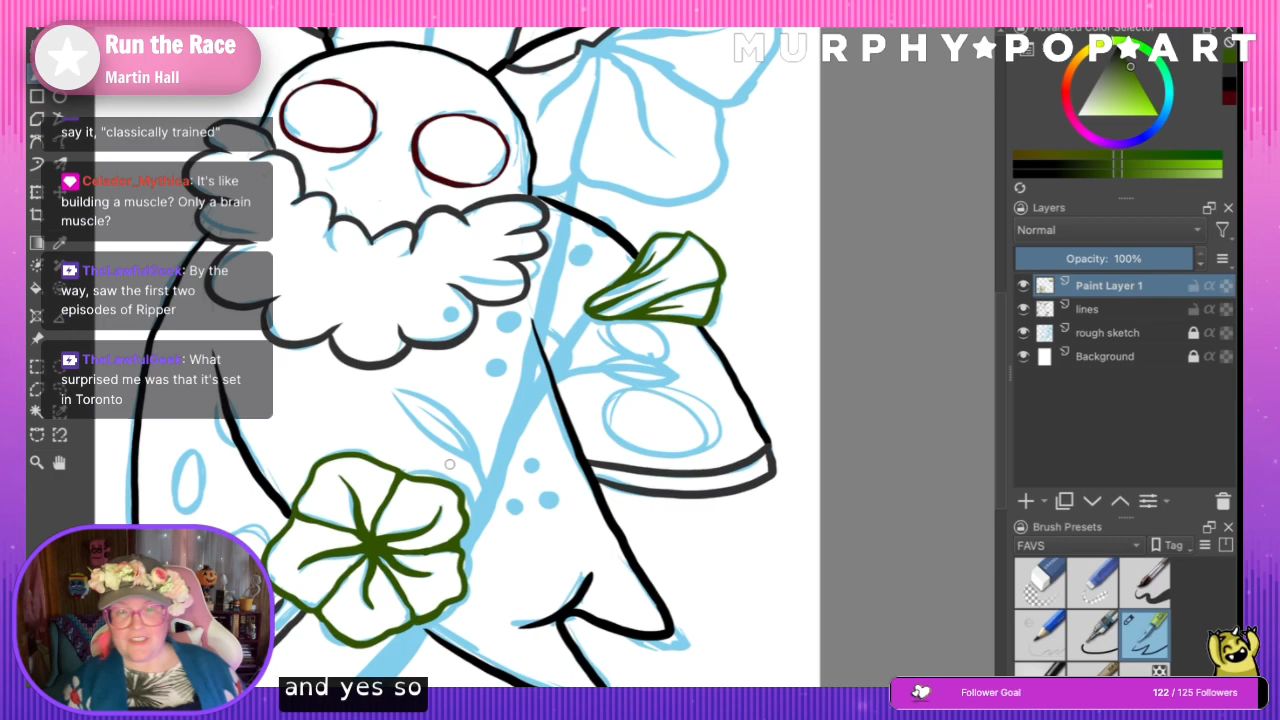 Run the Race
Martin Hall
MURPHY★POP★ART
say it, "classically trained"
Celador_Mythica: It's like
building a muscle? Only a brain
muscle?
TheLawfulGeek: By the
way, saw the first two
episodes of Ripper
TheLawfulGeek: What
surprised me was that it's set
in Toronto
Advanced Color Selector
Layers
Normal
Opacity: 100%
Paint Layer 1
lines
rough sketch
Background
Brush Presets
FAVS
Tag
and yes so
Follower Goal
122 / 125 Followers